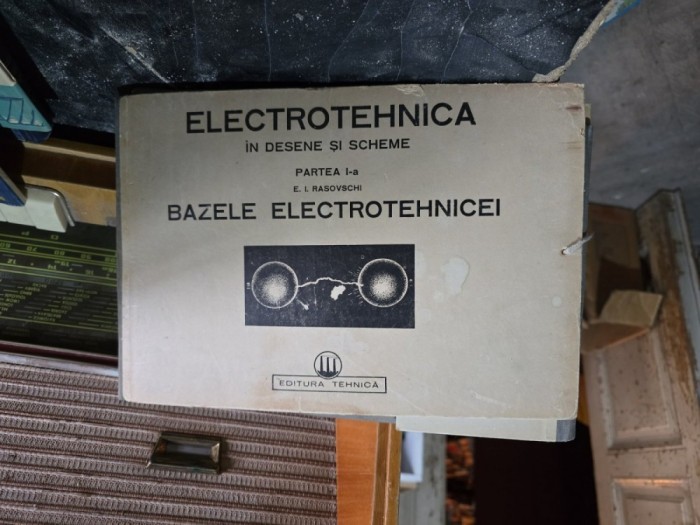 ELECTROTEHNICA
ÎN DESENE ȘI SCHEME
PARTEA I-a
E. I. RASOVSCHI
BAZELE ELECTROTEHNICEI
EDITURA TEHNICĂ